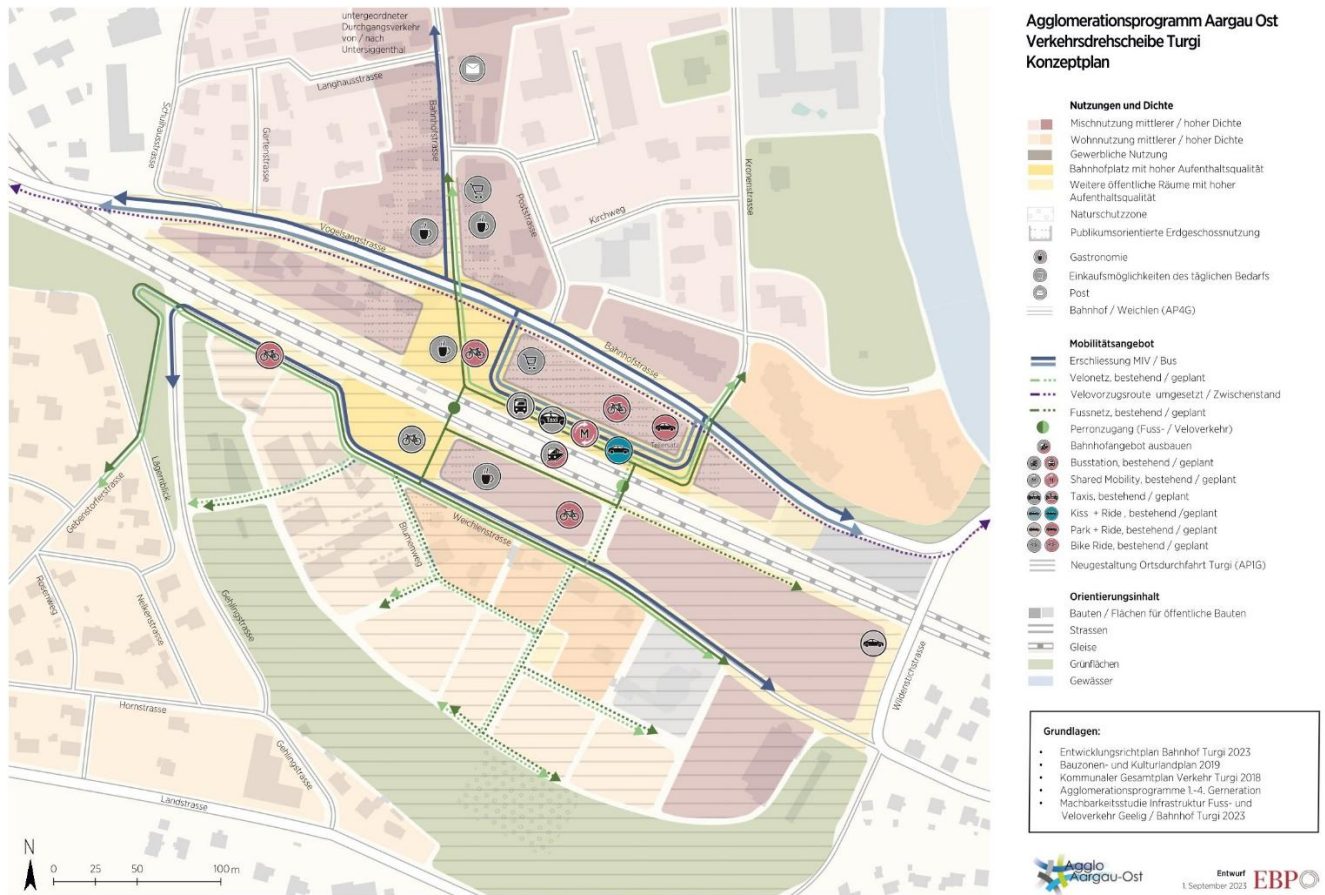 Agglomerationsprogramm Aargau Ost
Verkehrsdrehscheibe Turgi
Konzeptplan
Nutzungen und Dichte
Mischnutzung mittlerer / hoher Dichte
Wohnnutzung mittlerer / hoher Dichte
Gewerbliche Nutzung
Bahnhofplatz mit hoher Aufenthaltsqualität
Weitere öffentliche Räume mit hoher
Aufenthaltsqualität
Naturschutzzone
Publikumsorientierte Erdgeschossnutzung
Gastronomie
Einkaufsmöglichkeiten des täglichen Bedarfs
Post
Bahnhof / Weichlen (AP4G)
Mobilitätsangebot
Erschliessung MIV / Bus
Velonetz, bestehend / geplant
Velovorzugsroute umgesetzt / Zwischenstand
Fussnetz, bestehend / geplant
Perronzugang (Fuss- / Veloverkehr)
Bahnhofangebot ausbauen
Busstation, bestehend / geplant
Shared Mobility, bestehend / geplant
Taxis, bestehend / geplant
Kiss + Ride , bestehend /geplant
Park + Ride, bestehend / geplant
Bike Ride, bestehend / geplant
Neugestaltung Ortsdurchfahrt Turgi (AP1G)
Orientierungsinhalt
Bauten / Flächen für öffentliche Bauten
Strassen
Gleise
Grünflächen
Gewässer
Grundlagen:
• Entwicklungsrichtplan Bahnhof Turgi 2023
• Bauzonen- und Kulturlandplan 2019
• Kommunaler Gesamtplan Verkehr Turgi 2018
• Agglomerationsprogramme 1.-4. Gerneration
• Machbarkeitsstudie Infrastruktur Fuss- und
Veloverkehr Geelig / Bahnhof Turgi 2023
Agglo
Aargau-Ost
Entwurf
1. September 2023
EBP
untergeordneter
Durchgangsverkehr
von / nach
Untersiggenthal
Langhausstrasse
Schulhausstrasse
Gartenstrasse
Bahnhofstrasse
Poststrasse
Kirchweg
Kronenstrasse
Vogelsangstrasse
Bahnhofstrasse
M
Gebenstorferstrasse
Lägernblick
Blumenweg
Weichlenstrasse
Rosenweg
Nelkenstrasse
Gehlingstrasse
Hornstrasse
Gehlingstrasse
Landstrasse
Wildenstichstrasse
N
0 25 50 100 m